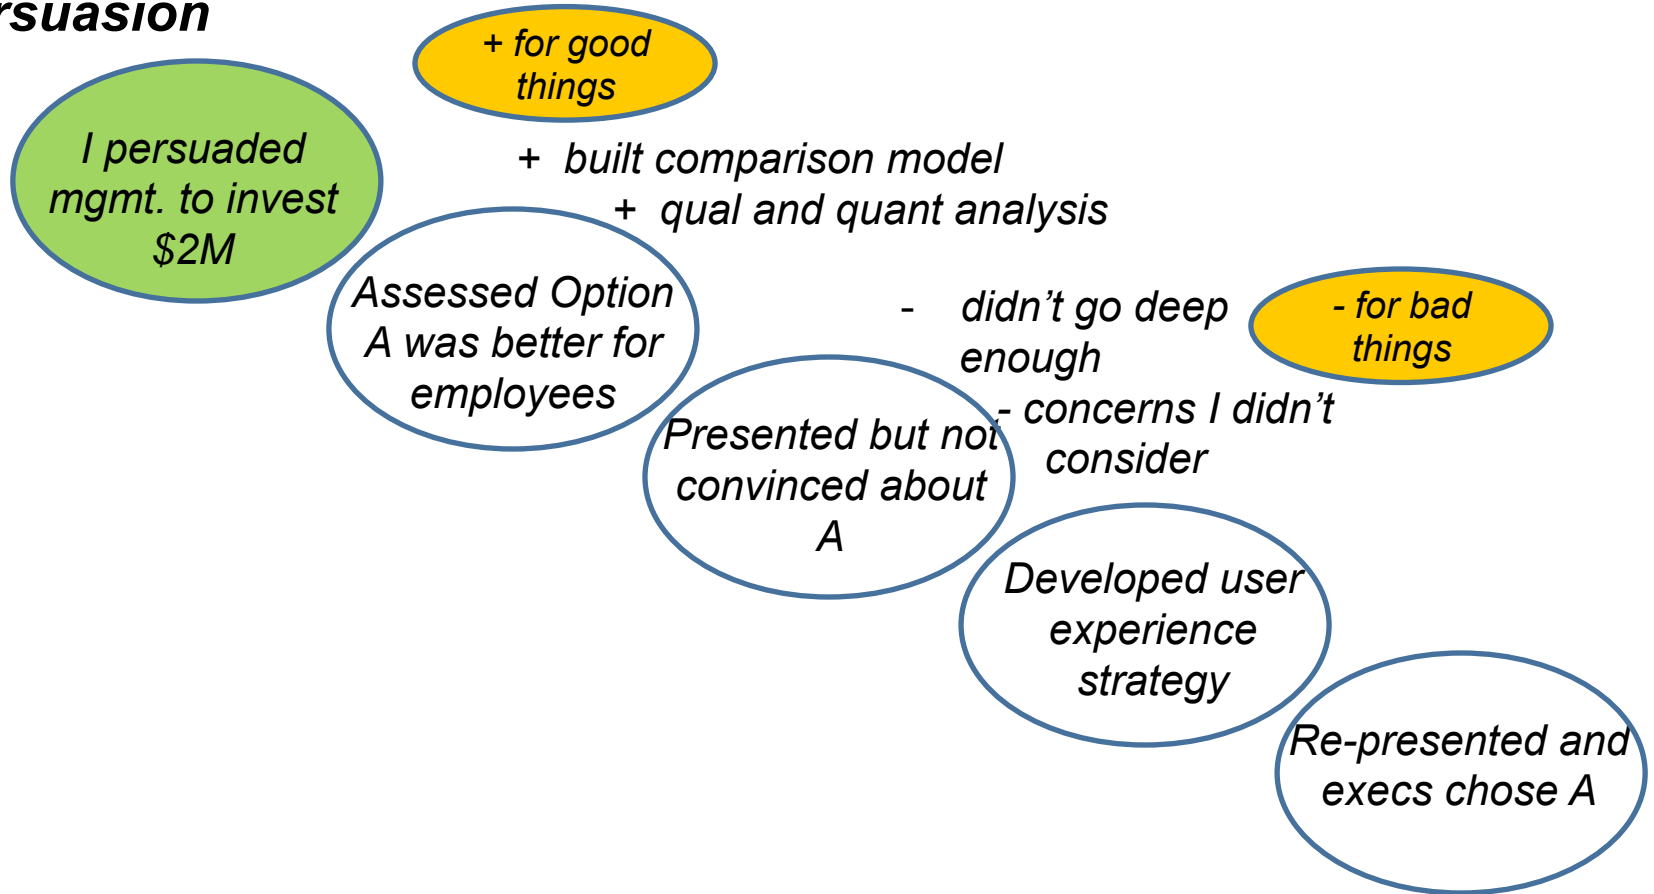 rsuasion
+ for good
things
I persuaded
mgmt. to invest
$2M
+ built comparison model
+ qual and quant analysis
Assessed Option
A was better for
employees
- didn’t go deep
enough
- concerns I didn’t
consider
- for bad
things
Presented but not
convinced about
A
Developed user
experience
strategy
Re-presented and
execs chose A